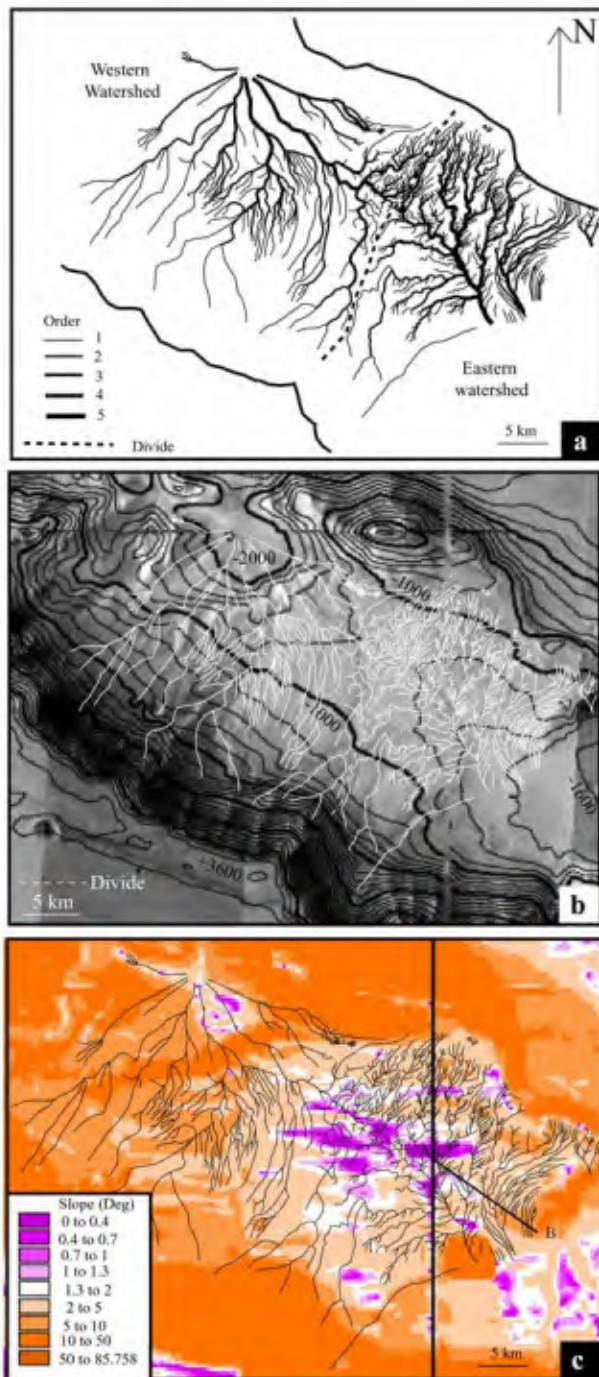 N
Western
Watershed
Order
1
2
3
4
5
Divide
Eastern
watershed
5 km
a
-2000
-1000
-1000
-1600
+3600
Divide
5 km
b
Slope (Deg)
0 to 0.4
0.4 to 0.7
0.7 to 1
1 to 1.3
1.3 to 2
2 to 5
5 to 10
10 to 50
50 to 85.758
B
5 km
c